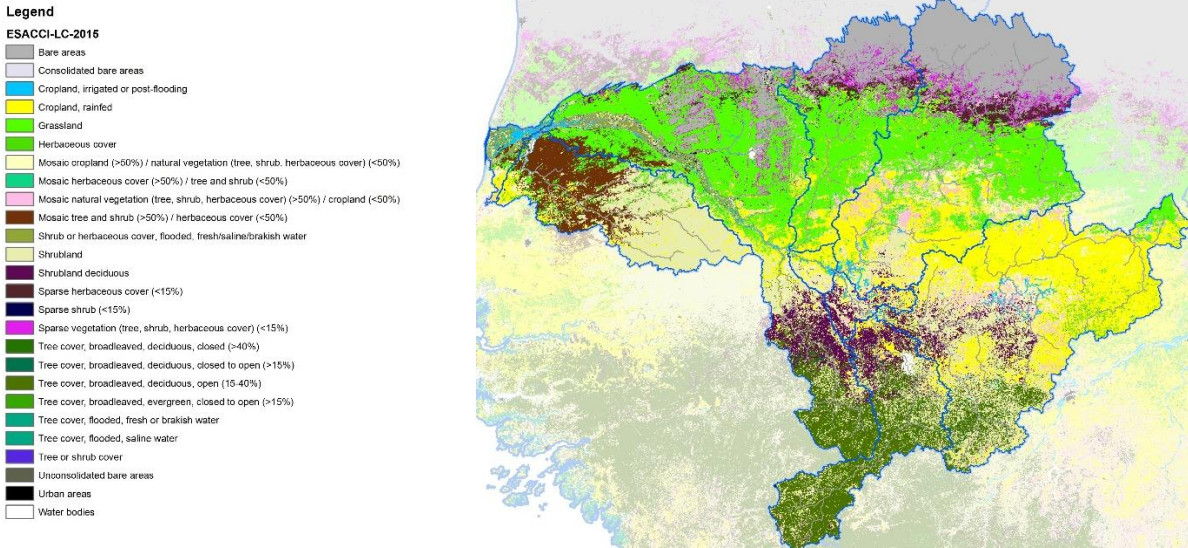 Legend
ESACCI-LC-2015
Bare areas
Consolidated bare areas
Cropland, irrigated or post-flooding
Cropland, rainfed
Grassland
Herbaceous cover
Mosaic cropland (>50%) / natural vegetation (tree, shrub, herbaceous cover) (<50%)
Mosaic herbaceous cover (>50%) / tree and shrub (<50%)
Mosaic natural vegetation (tree, shrub, herbaceous cover) (>50%) / cropland (<50%)
Mosaic tree and shrub (>50%) / herbaceous cover (<50%)
Shrub or herbaceous cover, flooded, fresh/saline/brakish water
Shrubland
Shrubland deciduous
Sparse herbaceous cover (<15%)
Sparse shrub (<15%)
Sparse vegetation (tree, shrub, herbaceous cover) (<15%)
Tree cover, broadleaved, deciduous, closed (>40%)
Tree cover, broadleaved, deciduous, closed to open (>15%)
Tree cover, broadleaved, deciduous, open (15-40%)
Tree cover, broadleaved, evergreen, closed to open (>15%)
Tree cover, flooded, fresh or brakish water
Tree cover, flooded, saline water
Tree or shrub cover
Unconsolidated bare areas
Urban areas
Water bodies